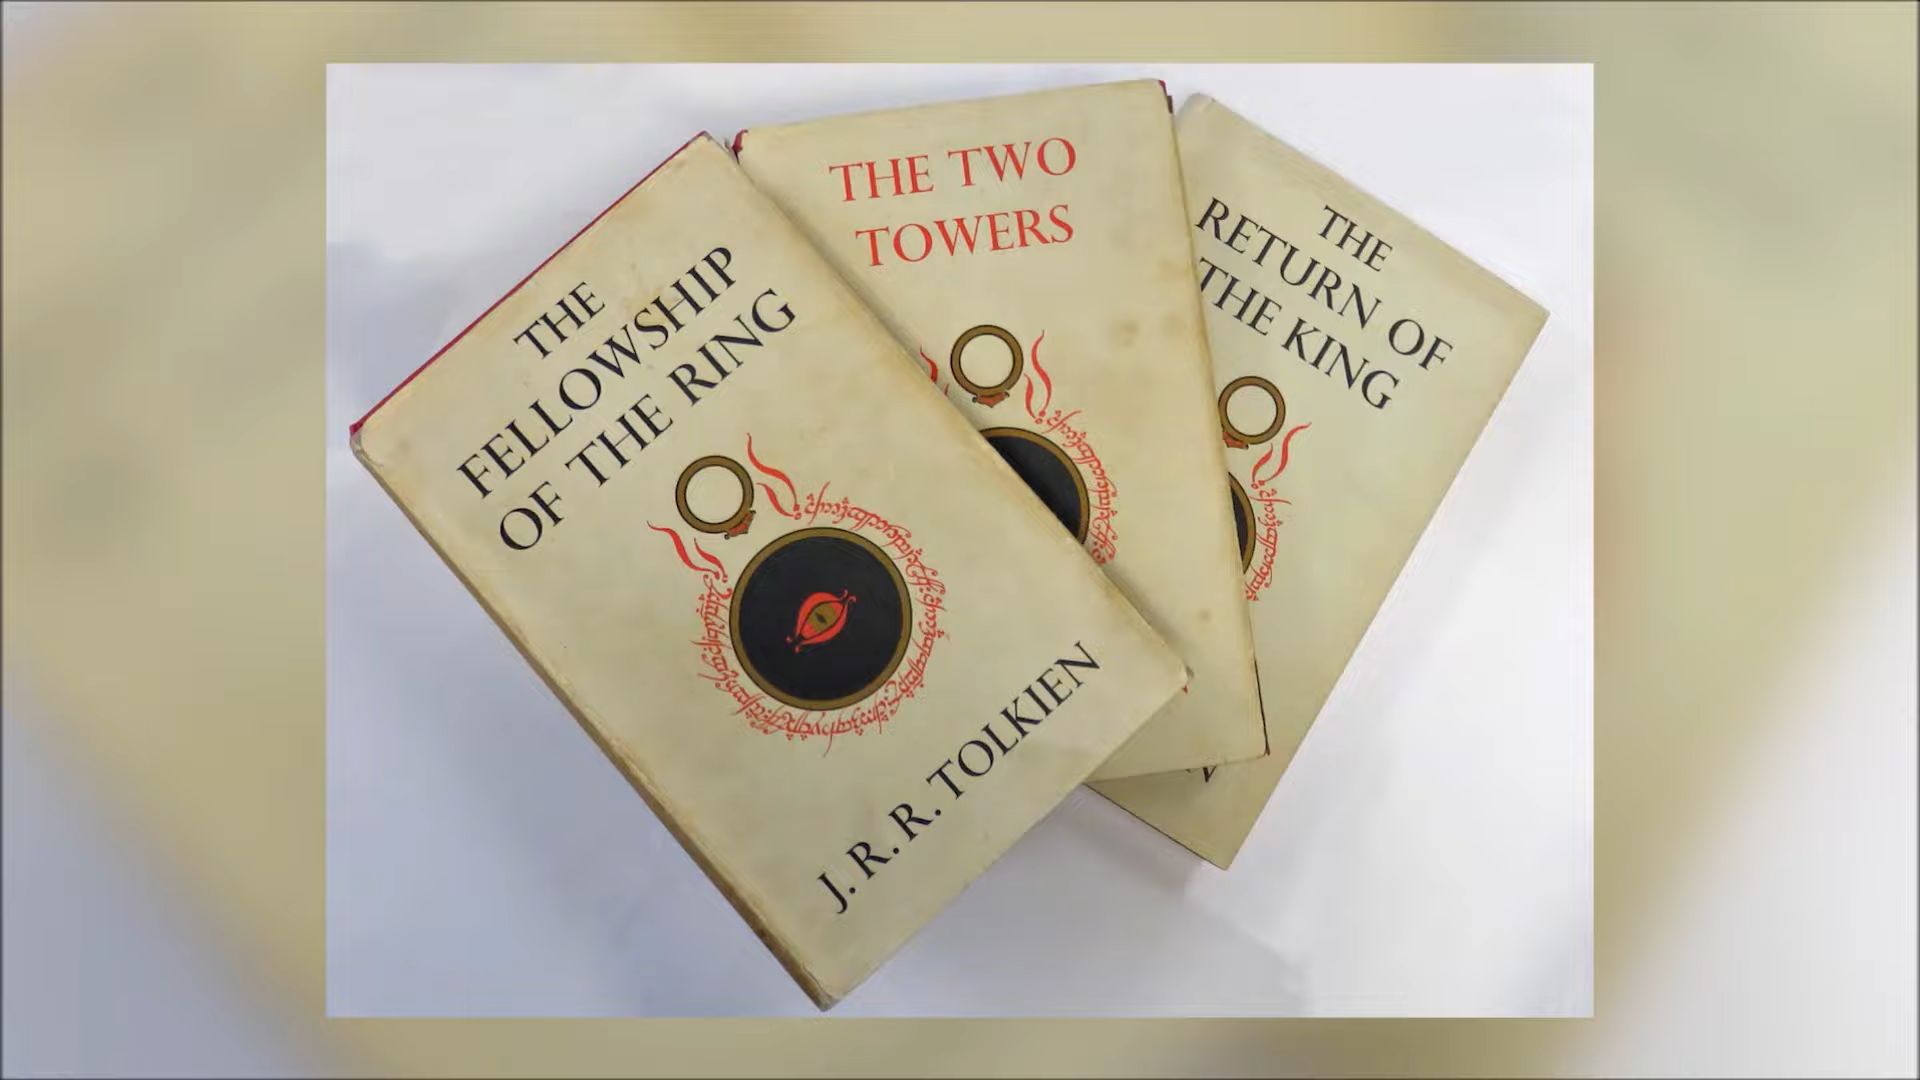 THE
FELLOWSHIP
OF THE RING
J. R. R. TOLKIEN
THE TWO
TOWERS
THE
RETURN OF
THE KING